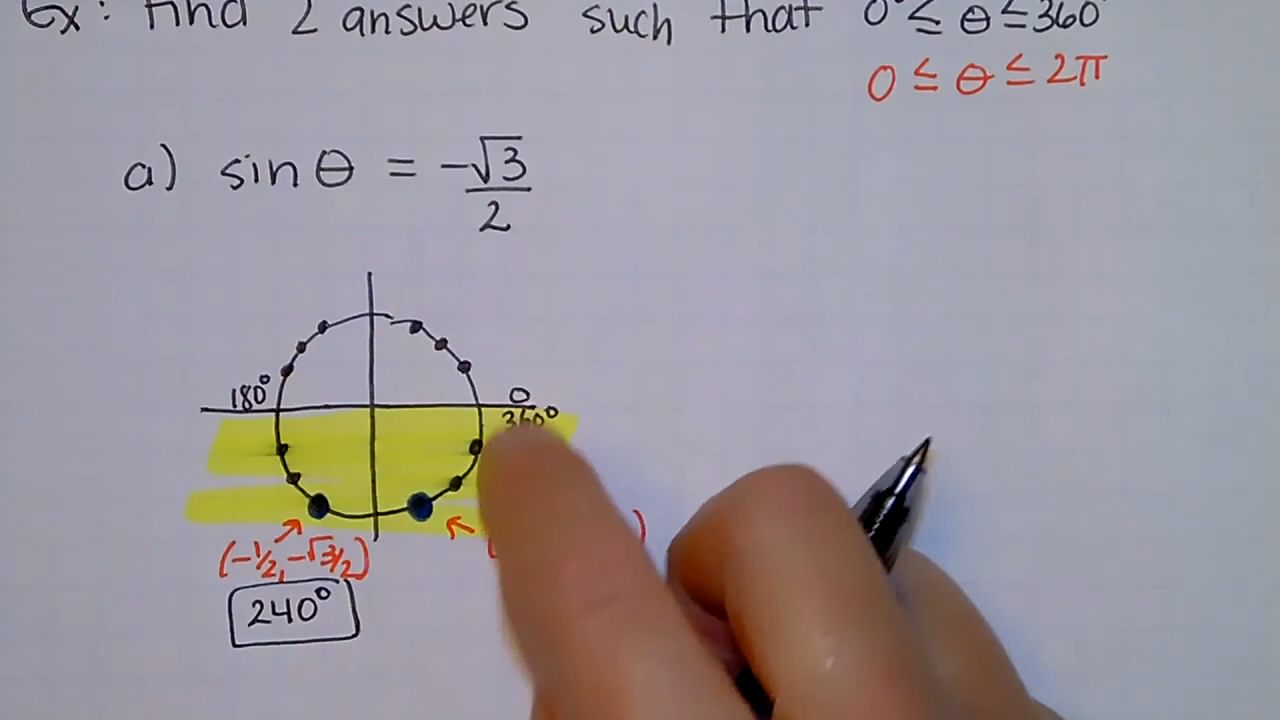 Ex: Find 2 answers such that 0° ≤ θ ≤ 360°
0 ≤ θ ≤ 2π
a) sin θ = -√3/2
180° 0
360°
(-1/2, -√3/2) ( )
240°